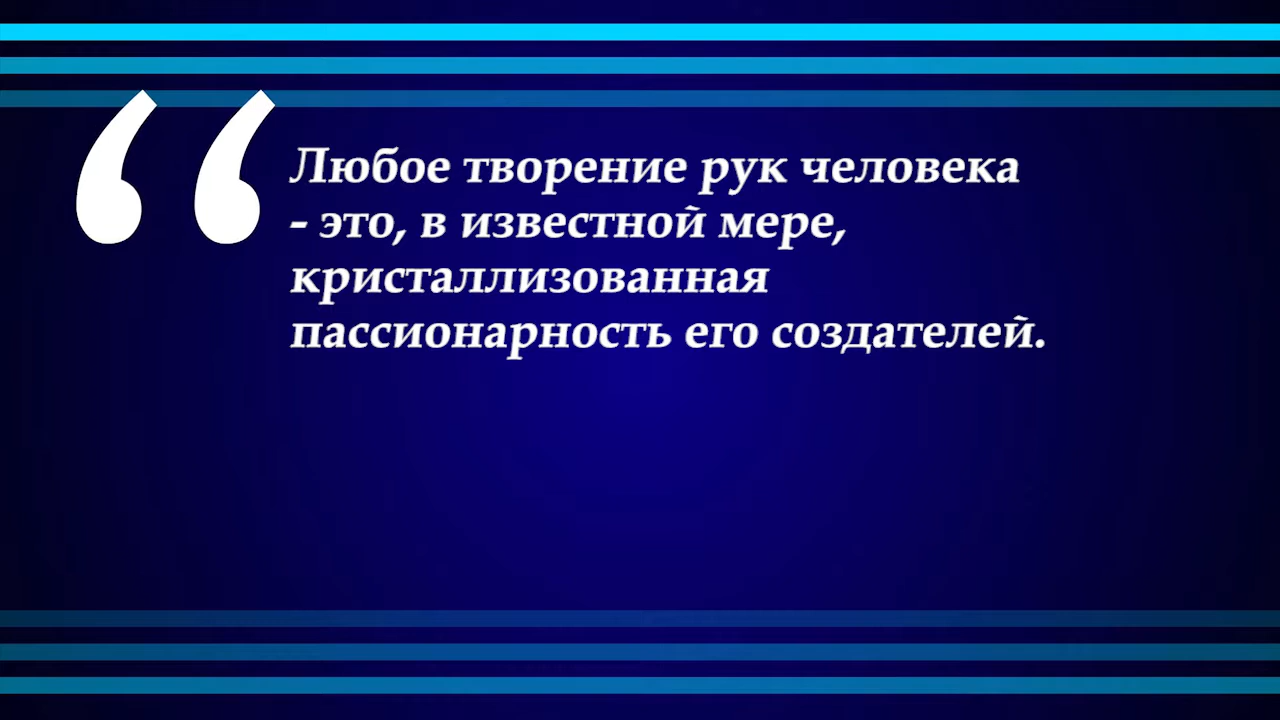 “
Любое творение рук человека
- это, в известной мере,
кристаллизованная
пассионарность его создателей.